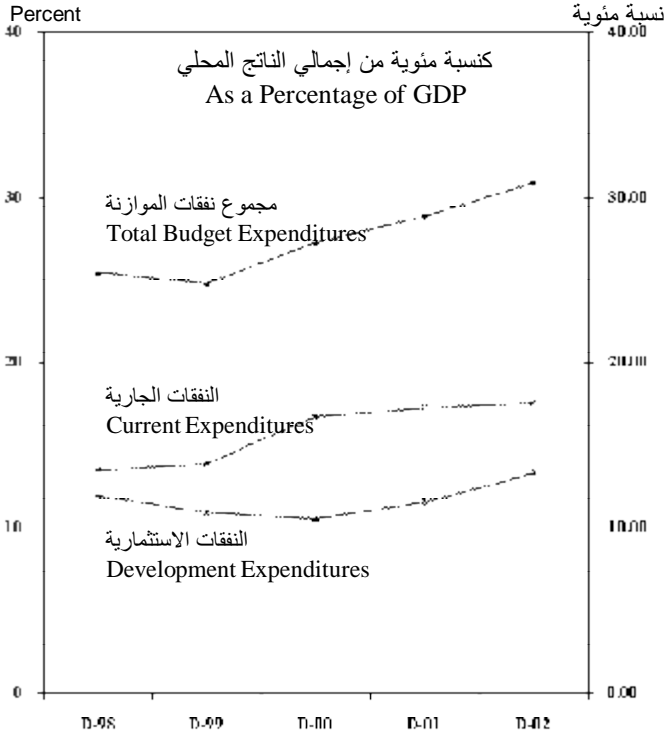 Percent نسبة مئوية
40 40.00
كنسبة مئوية من إجمالي الناتج المحلي
As a Percentage of GDP
30 30.00
مجموع نفقات الموازنة
Total Budget Expenditures
20 20.00
النفقات الجارية
Current Expenditures
10 10.00
النفقات الاستثمارية
Development Expenditures
0 0.00
D-98 D-99 D-00 D-01 D-02